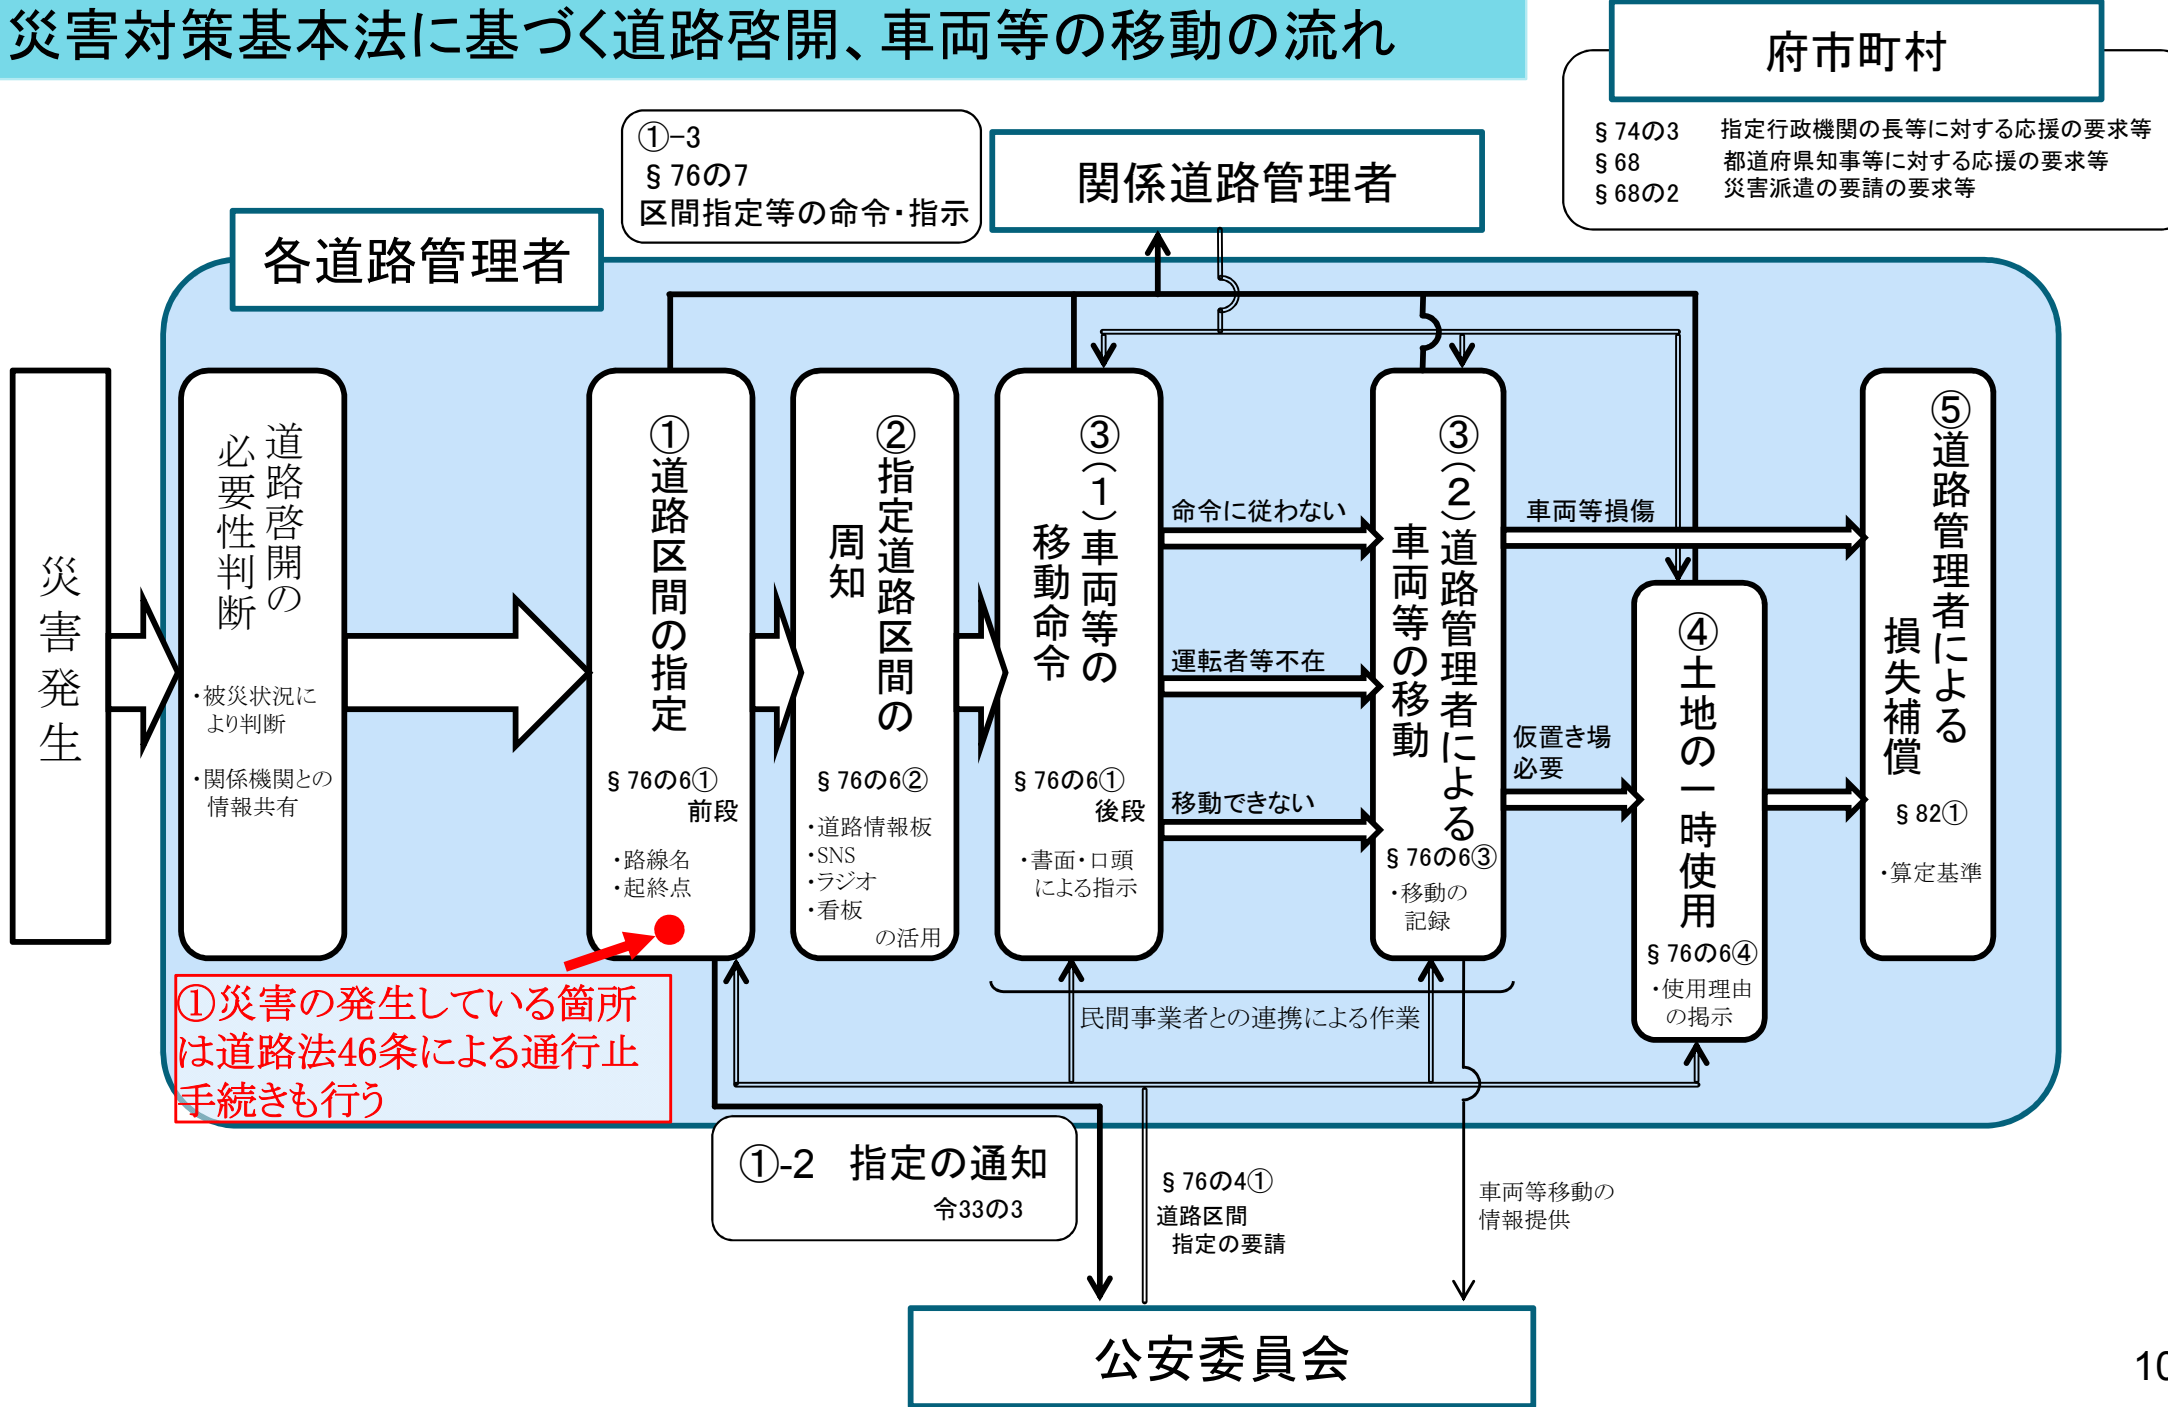 災害対策基本法に基づく道路啓開、車両等の移動の流れ
府市町村
§74の3 指定行政機関の長等に対する応援の要求等
§68 都道府県知事等に対する応援の要求等
§68の2 災害派遣の要請の要求等
①-3
§76の7
区間指定等の命令・指示
関係道路管理者
各道路管理者
災害発生
道路啓開の
必要性判断
・被災状況に
より判断
・関係機関との
情報共有
①道路区間の指定
§76の6①
前段
・路線名
・起終点
②指定道路区間の
周知
§76の6②
・道路情報板
・SNS
・ラジオ
・看板
の活用
③(1)車両等の
移動命令
§76の6①
後段
・書面・口頭
による指示
命令に従わない
運転者等不在
移動できない
③(2)道路管理者による
車両等の移動
§76の6③
・移動の
記録
車両等損傷
仮置き場
必要
④土地の一時使用
§76の6④
・使用理由
の掲示
⑤道路管理者による
損失補償
§82①
・算定基準
①災害の発生している箇所
は道路法46条による通行止
手続きも行う
民間事業者との連携による作業
①-2 指定の通知
令33の3
§76の4①
道路区間
指定の要請
車両等移動の
情報提供
公安委員会
10